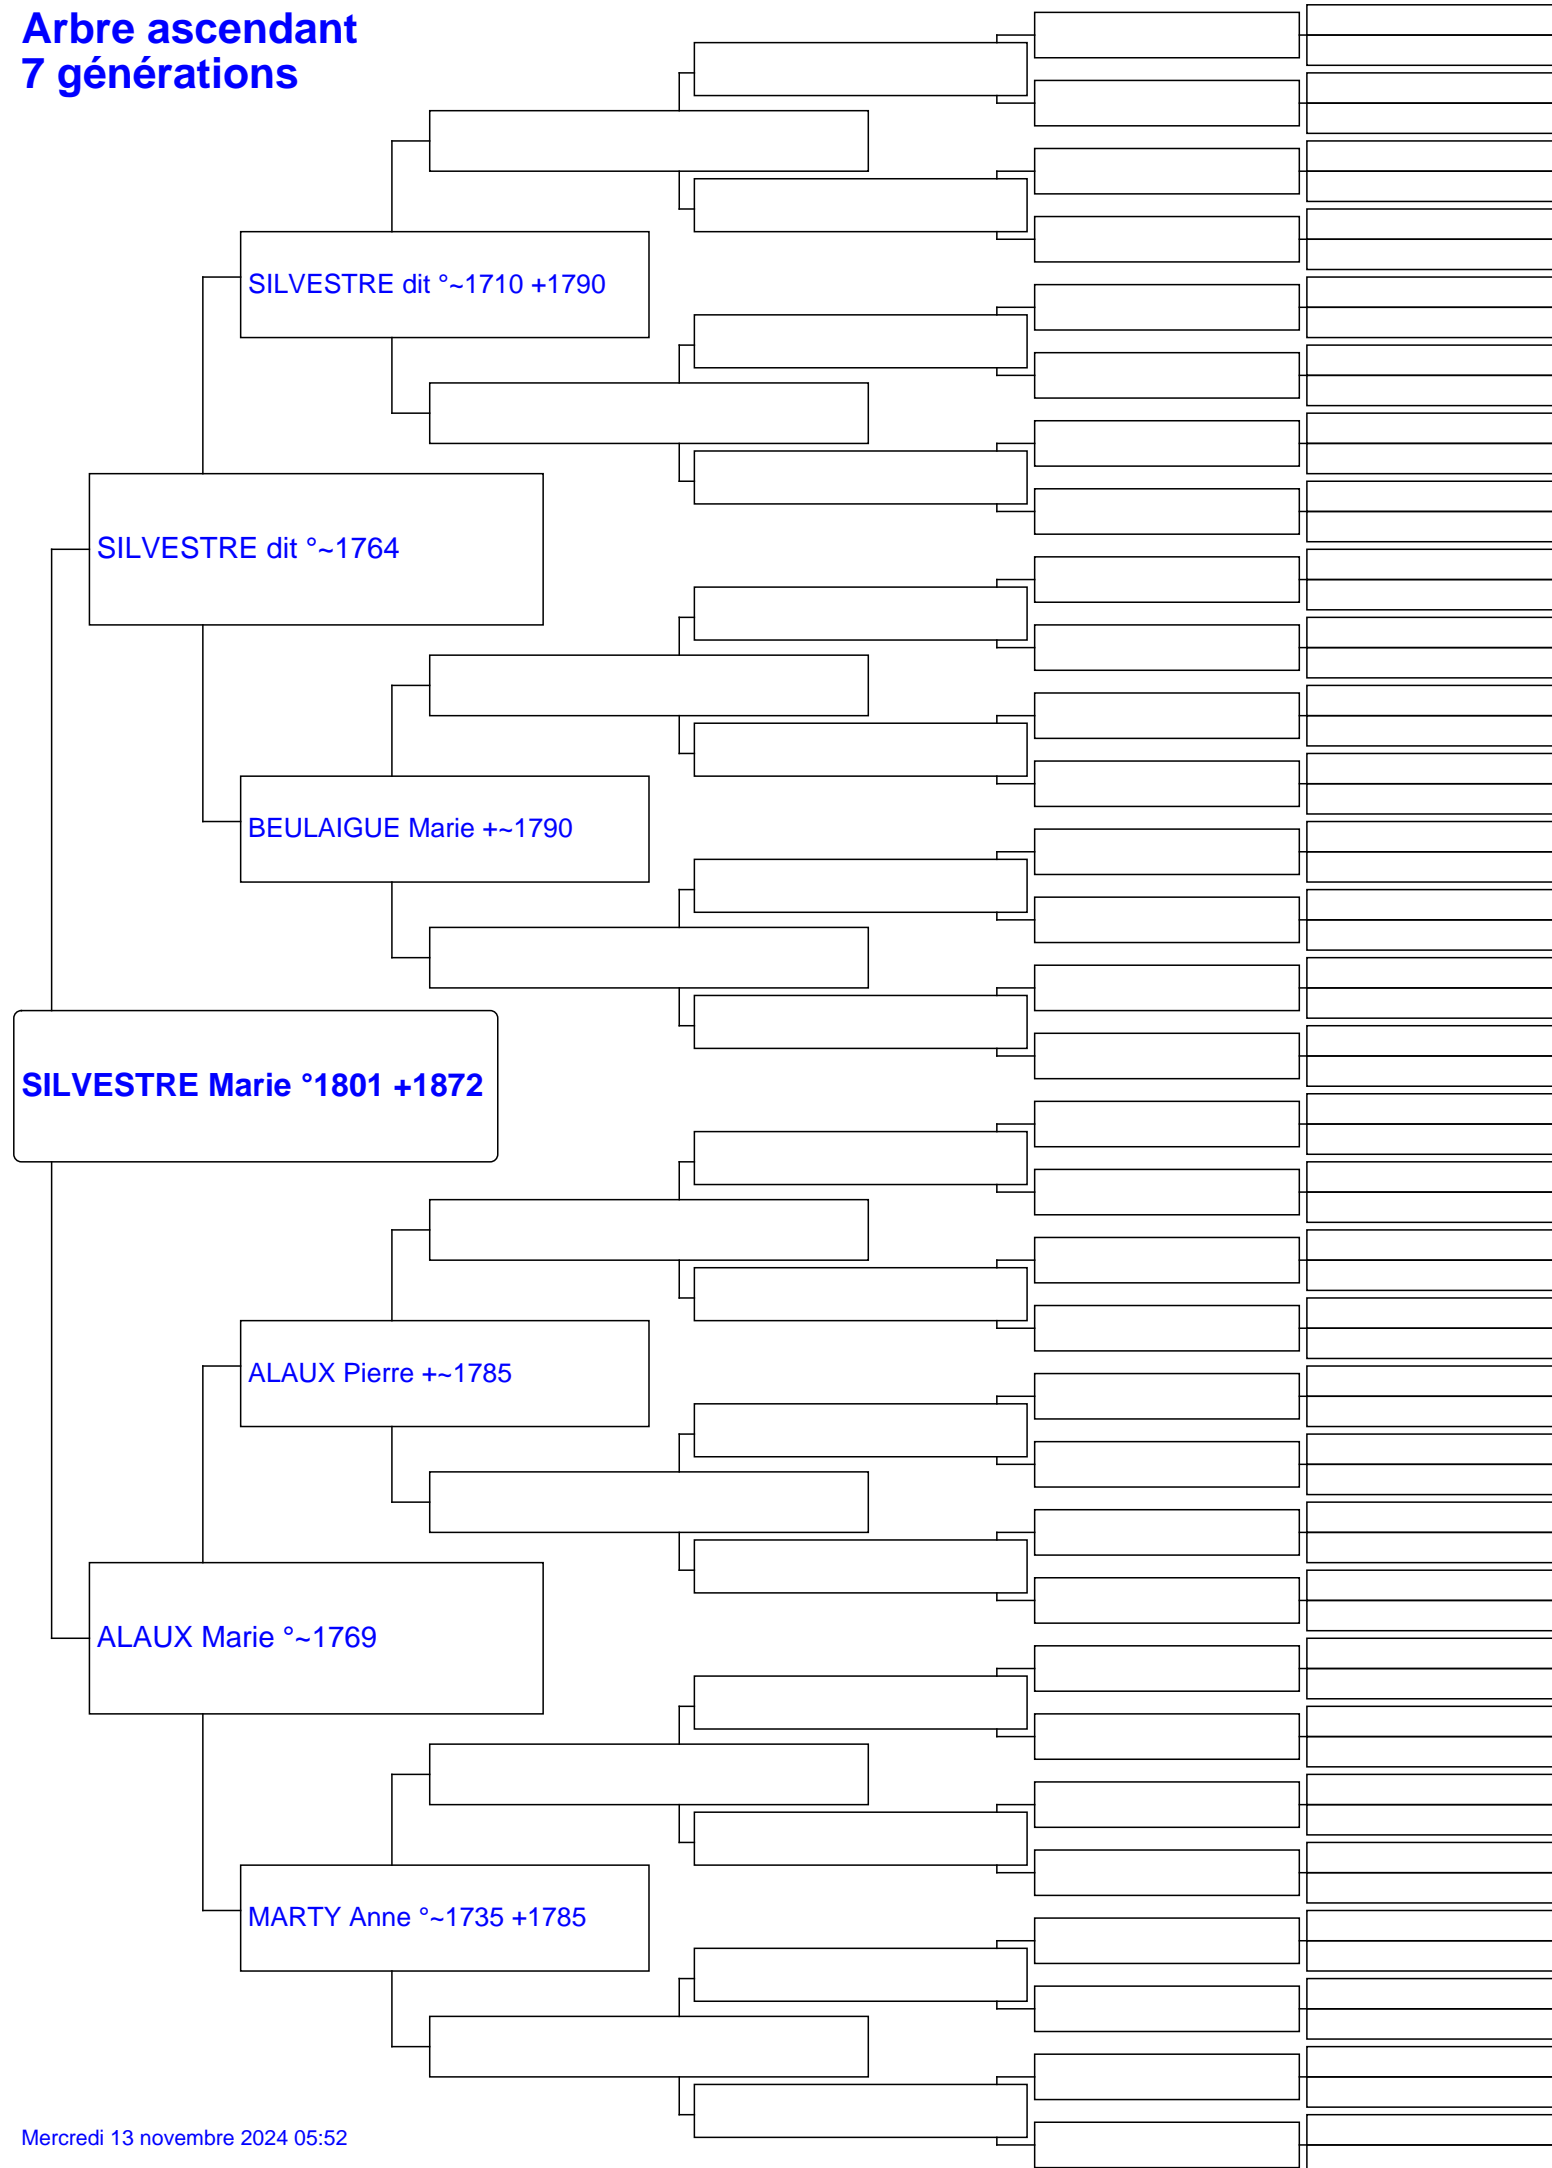 Arbre ascendant
7 générations
SILVESTRE dit °~1710 +1790
SILVESTRE dit °~1764
BEULAIGUE Marie +~1790
SILVESTRE Marie °1801 +1872
ALAUX Pierre +~1785
ALAUX Marie °~1769
MARTY Anne °~1735 +1785
Mercredi 13 novembre 2024 05:52